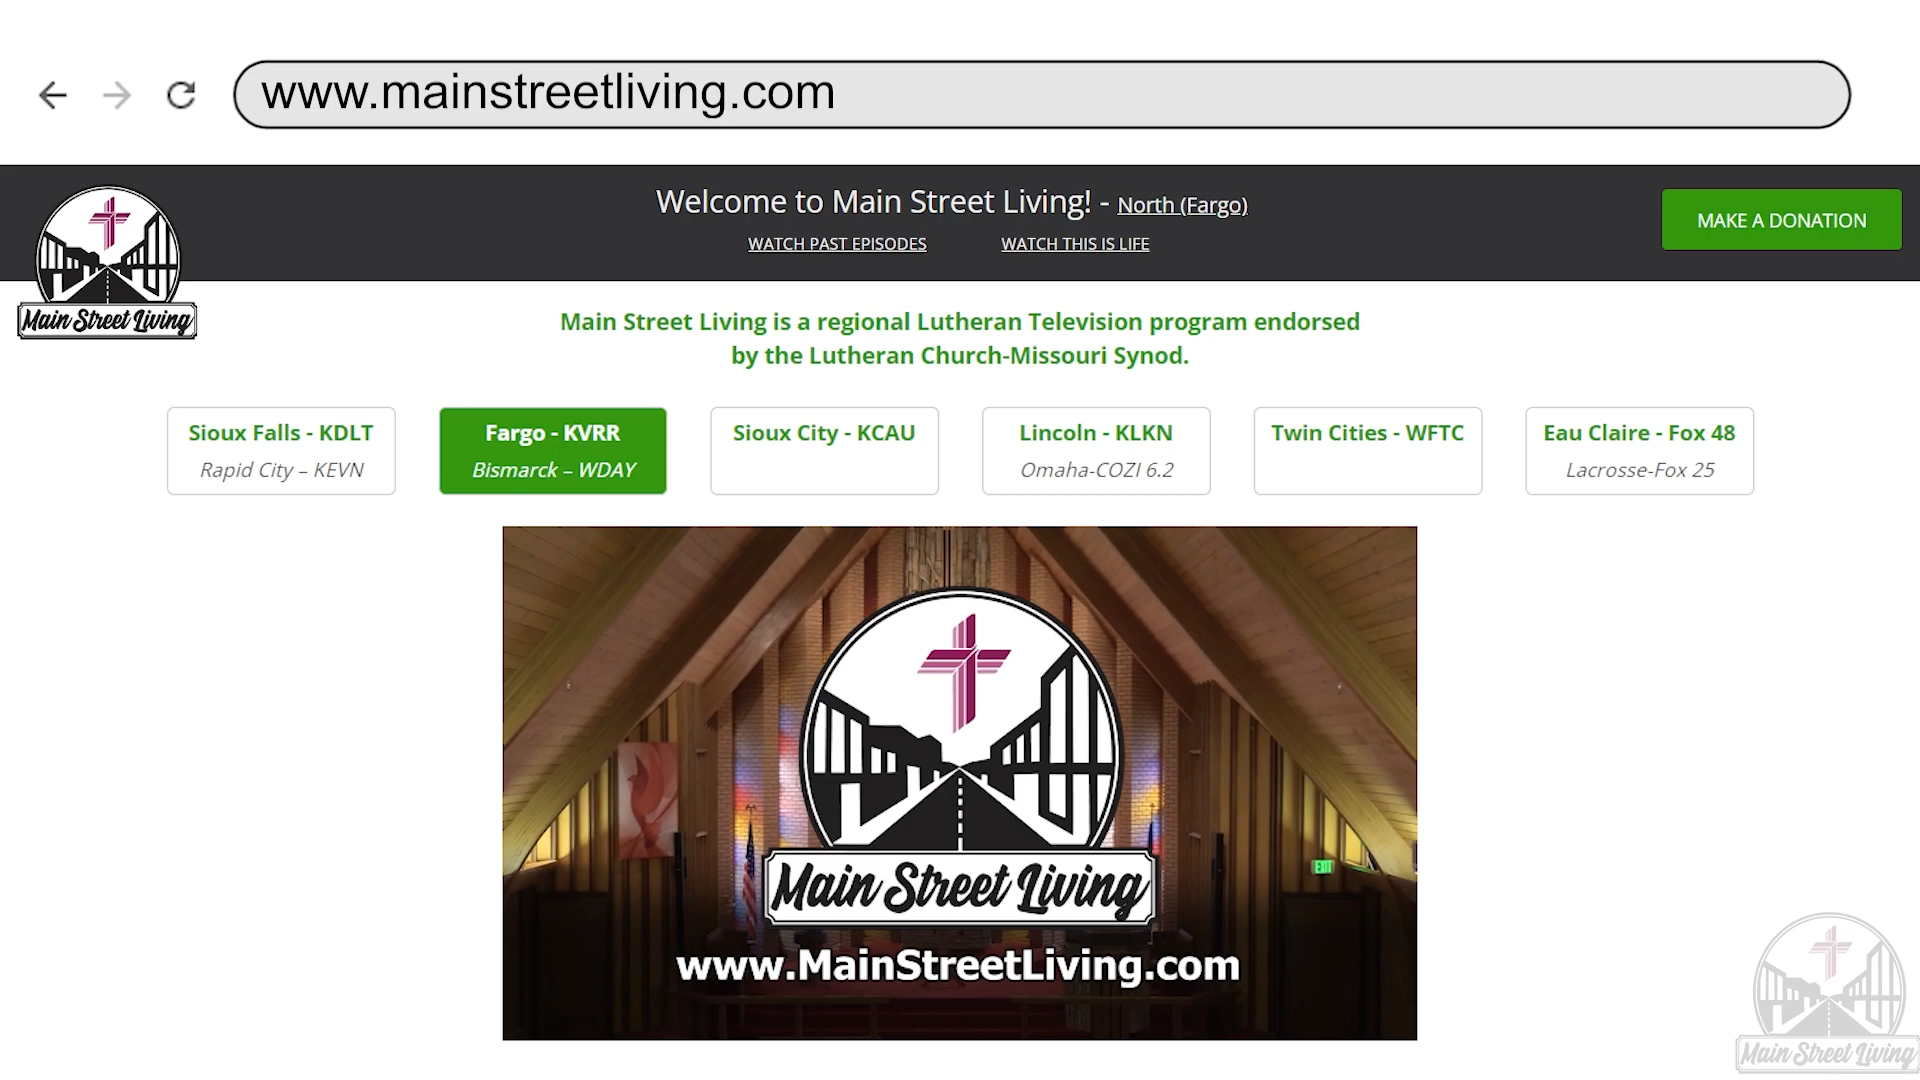 www.mainstreetliving.com
Welcome to Main Street Living! - North (Fargo)
MAKE A DONATION
WATCH PAST EPISODES WATCH THIS IS LIFE
Main Street Living
Main Street Living is a regional Lutheran Television program endorsed
by the Lutheran Church-Missouri Synod.
Sioux Falls - KDLT
Rapid City – KEVN
Fargo - KVRR
Bismarck – WDAY
Sioux City - KCAU
Lincoln - KLKN
Omaha-COZI 6.2
Twin Cities - WFTC
Eau Claire - Fox 48
Lacrosse-Fox 25
EXIT
Main Street Living
www.MainStreetLiving.com
Main Street Living